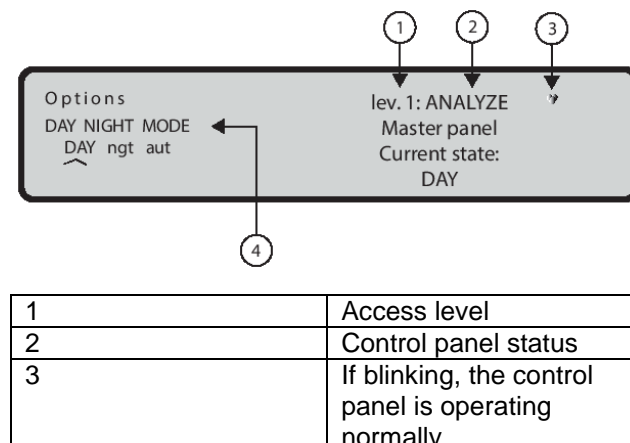 1 2 3
Options
DAY NIGHT MODE
DAY ngt aut
lev. 1: ANALYZE
Master panel
Current state:
DAY
4
1 Access level
2 Control panel status
3 If blinking, the control
panel is operating
normally